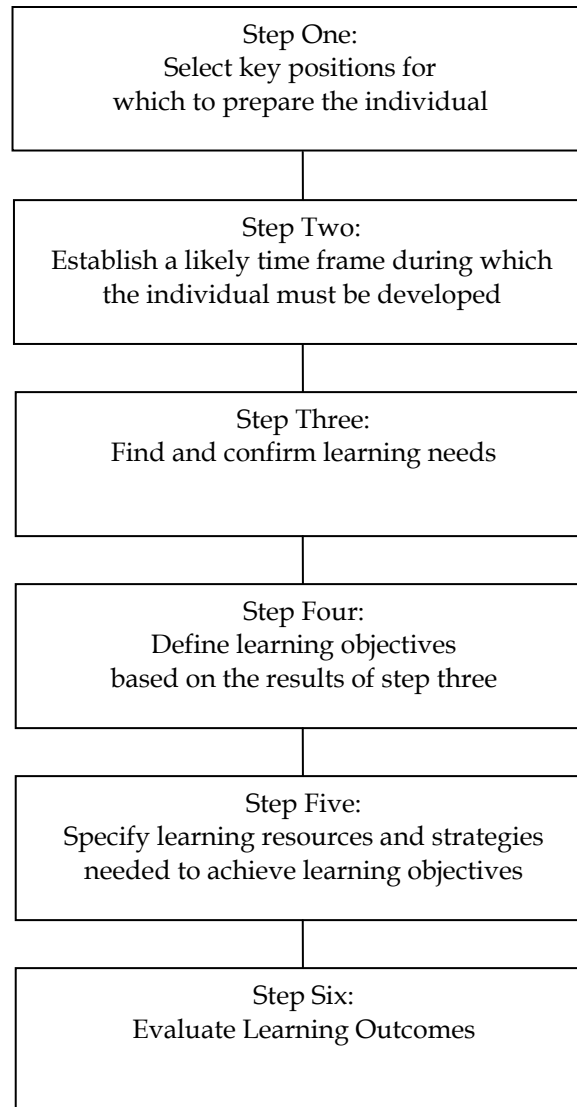 Step One:
Select key positions for
which to prepare the individual
Step Two:
Establish a likely time frame during which
the individual must be developed
Step Three:
Find and confirm learning needs
Step Four:
Define learning objectives
based on the results of step three
Step Five:
Specify learning resources and strategies
needed to achieve learning objectives
Step Six:
Evaluate Learning Outcomes